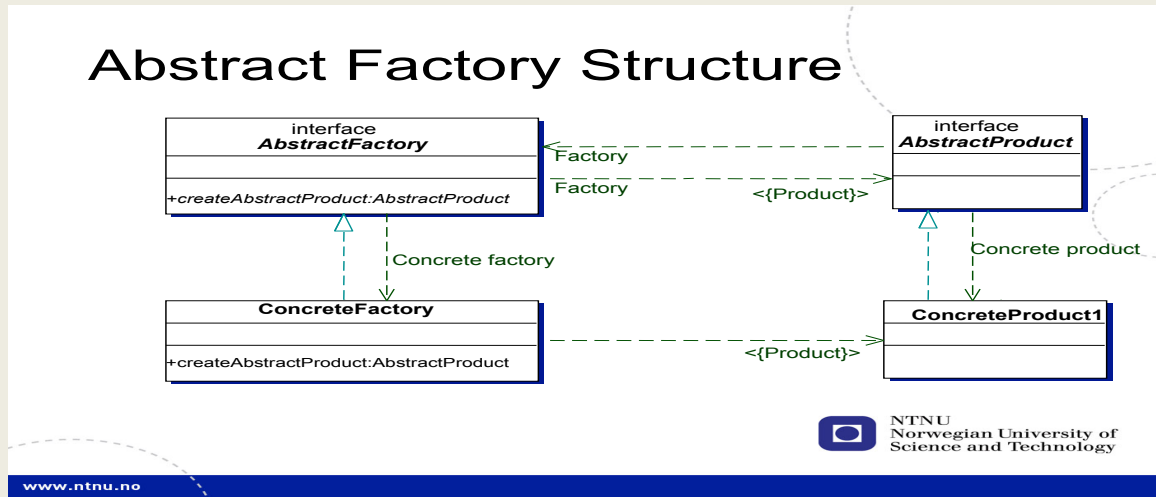 Abstract Factory Structure
interface
AbstractFactory
+createAbstractProduct:AbstractProduct
interface
AbstractProduct
Factory
Factory
<{Product}>
Concrete factory
Concrete product
ConcreteFactory
+createAbstractProduct:AbstractProduct
ConcreteProduct1
<{Product}>
NTNU
Norwegian University of
Science and Technology
www.ntnu.no